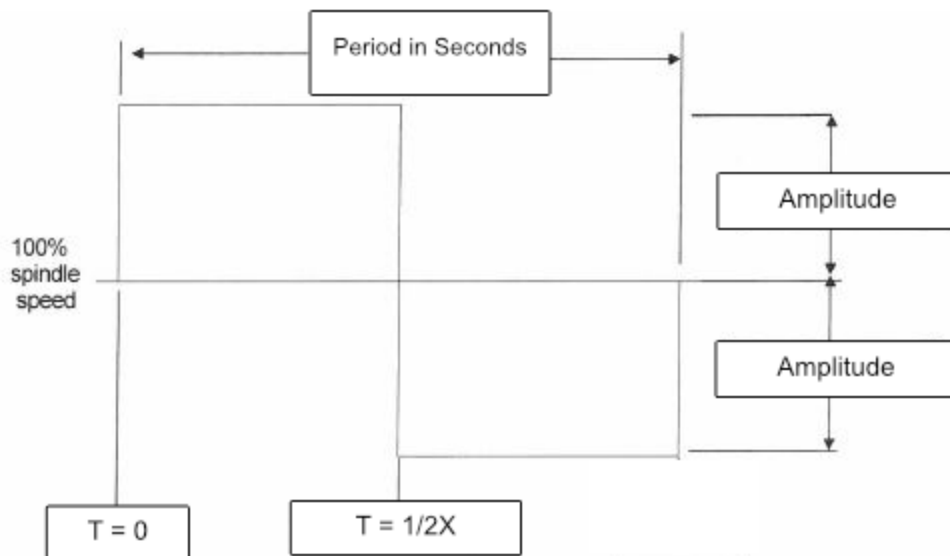 Period in Seconds
Amplitude
100%
spindle
speed
Amplitude
T = 0
T = 1/2X